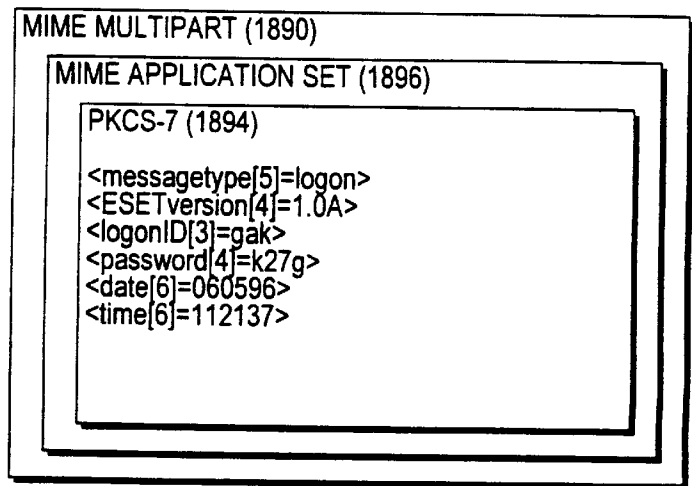 MIME MULTIPART (1890)
MIME APPLICATION SET (1896)
PKCS-7 (1894)
<messagetype[5]=logon>
<ESETversion[4]=1.0A>
<logonID[3]=gak>
<password[4]=k27g>
<date[6]=060596>
<time[6]=112137>